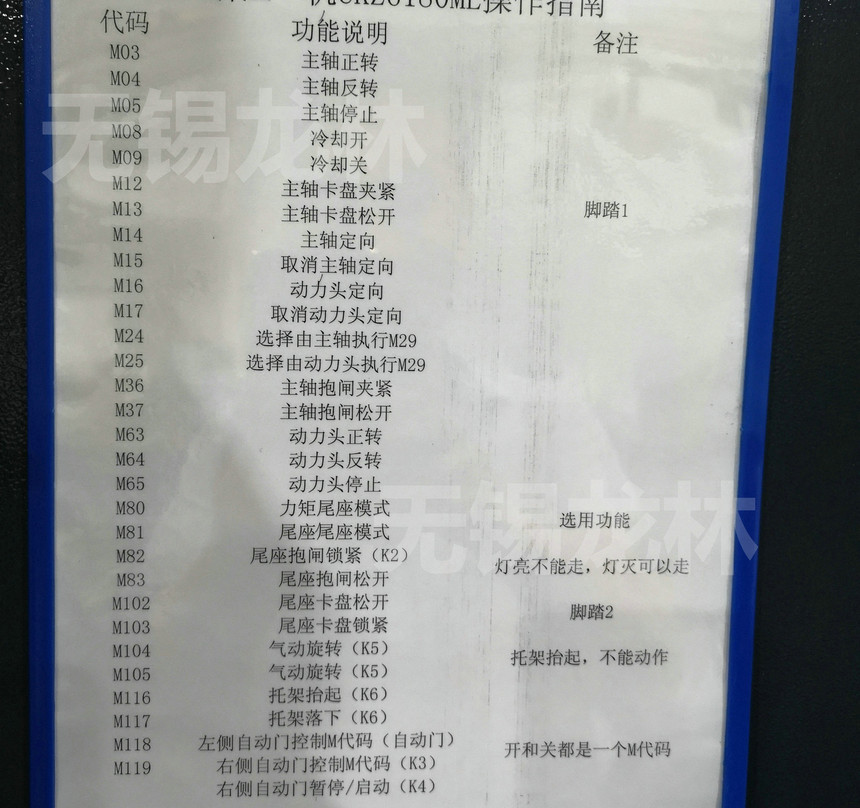 机CKZ6180ML操作指南
代码 功能说明 备注
M03 主轴正转
M04 主轴反转
M05 主轴停止
M08 冷却开
M09 冷却关
M12 主轴卡盘夹紧
M13 主轴卡盘松开 脚踏1
M14 主轴定向
M15 取消主轴定向
M16 动力头定向
M17 取消动力头定向
M24 选择由主轴执行M29
M25 选择由动力头执行M29
M36 主轴抱闸夹紧
M37 主轴抱闸松开
M63 动力头正转
M64 动力头反转
M65 动力头停止
M80 力矩尾座模式 选用功能
M81 尾座尾座模式
M82 尾座抱闸锁紧（K2） 灯亮不能走，灯灭可以走
M83 尾座抱闸松开
M102 尾座卡盘松开 脚踏2
M103 尾座卡盘锁紧
M104 气动旋转（K5） 托架抬起，不能动作
M105 气动旋转（K5）
M116 托架抬起（K6）
M117 托架落下（K6）
M118 左侧自动门控制M代码（自动门） 开和关都是一个M代码
M119 右侧自动门控制M代码（K3）
右侧自动门暂停/启动（K4）
无锡龙林
无锡龙林